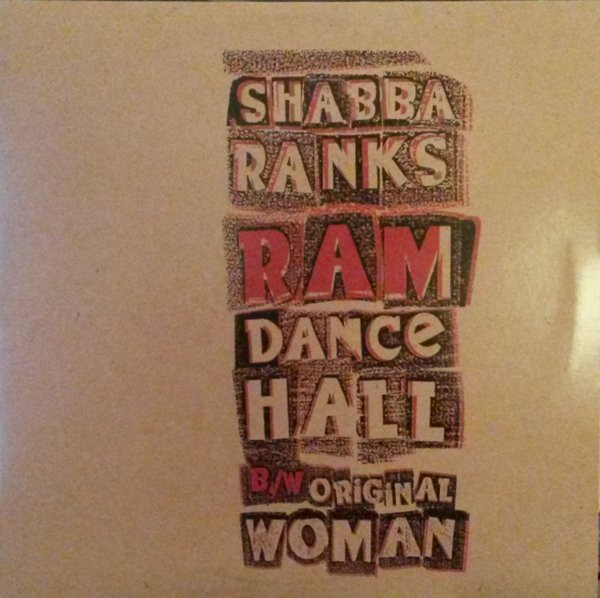 SHABBA
RANKS
RAM
DANCe
HALL
B/W ORiGiNAL
WOMAN